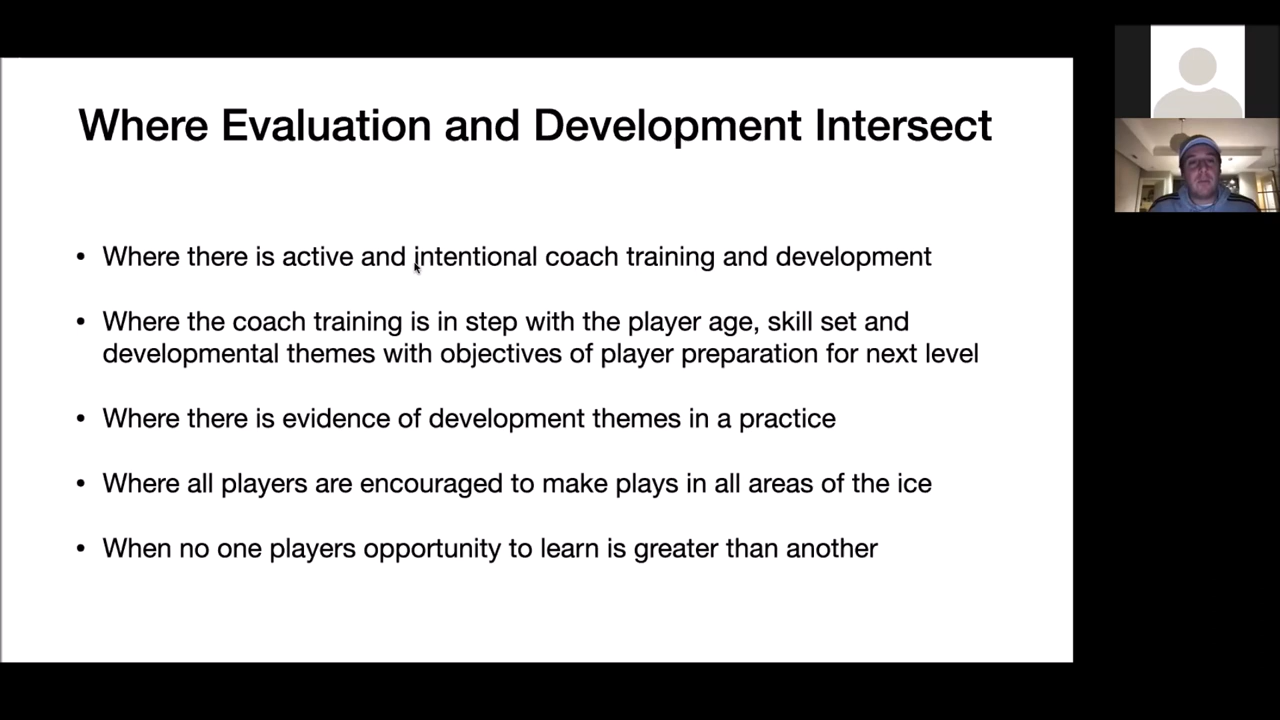 Where Evaluation and Development Intersect
• Where there is active and intentional coach training and development
• Where the coach training is in step with the player age, skill set and
developmental themes with objectives of player preparation for next level
• Where there is evidence of development themes in a practice
• Where all players are encouraged to make plays in all areas of the ice
• When no one players opportunity to learn is greater than another